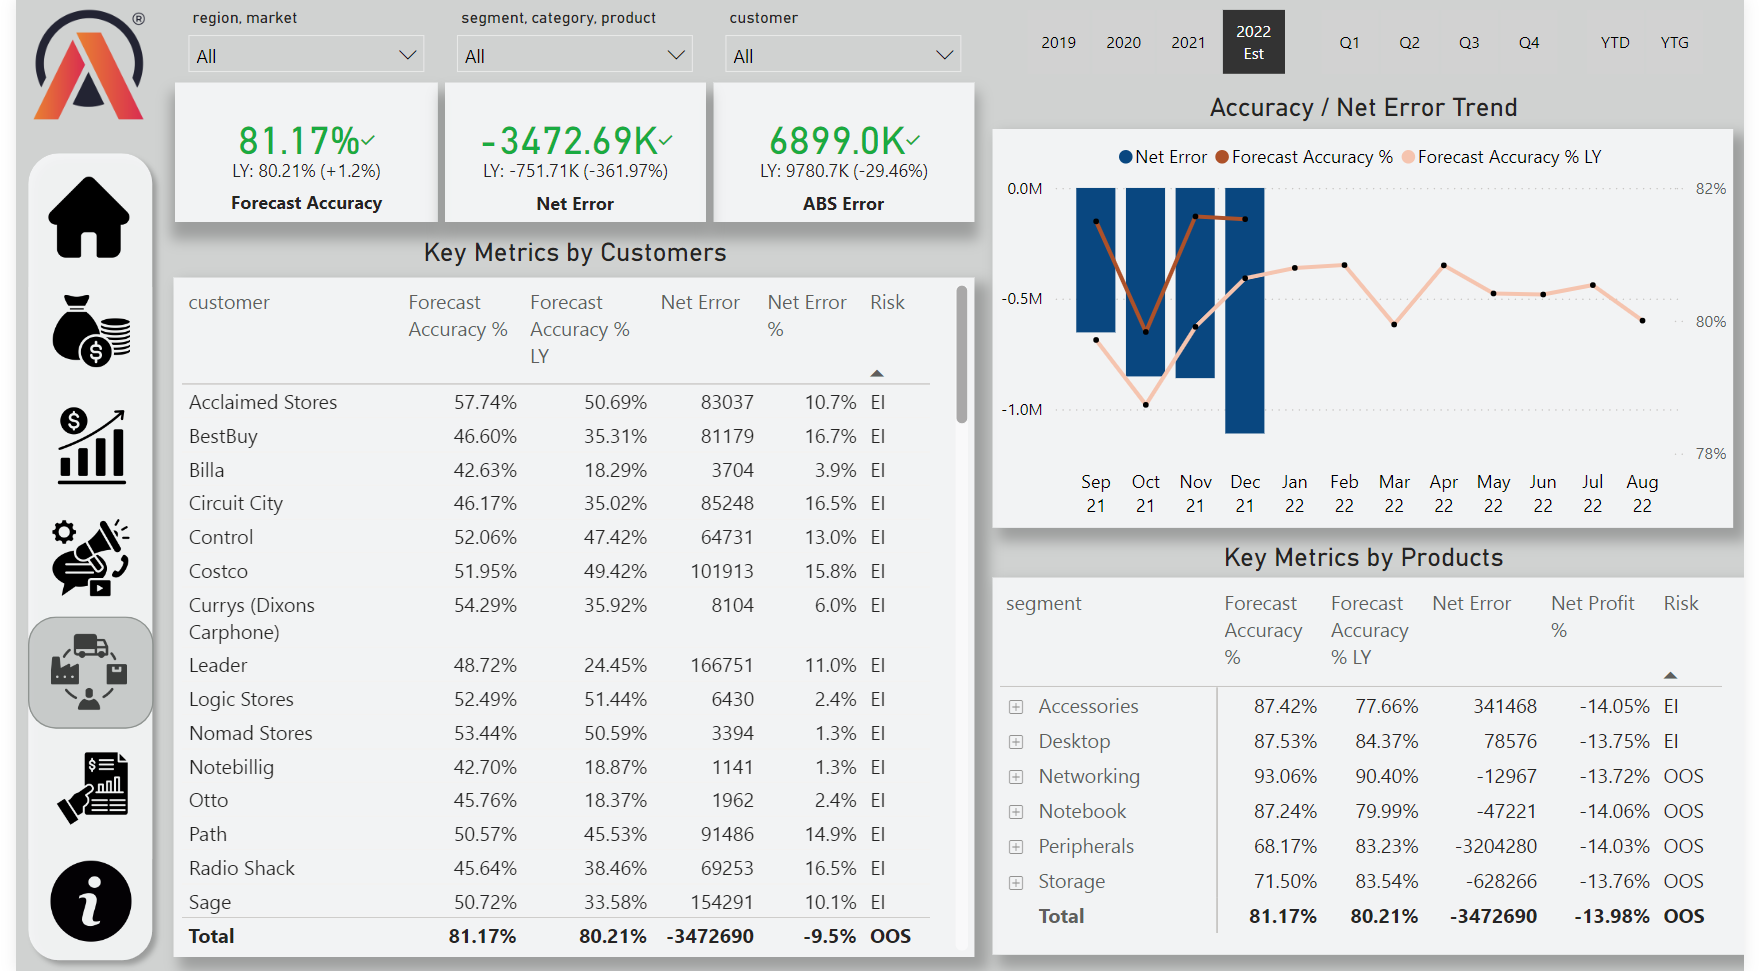 ®
region, market
segment, category, product
customer
All
All
All
2019 2020 2021 2022 Est Q1 Q2 Q3 Q4 YTD YTG
81.17%
LY: 80.21% (+1.2%)
Forecast Accuracy
-3472.69K
LY: -751.71K (-361.97%)
Net Error
6899.0K
LY: 9780.7K (-29.46%)
ABS Error
Key Metrics by Customers
customer Forecast Accuracy % Forecast Accuracy % LY Net Error Net Error % Risk
Acclaimed Stores 57.74% 50.69% 83037 10.7% EI
BestBuy 46.60% 35.31% 81179 16.7% EI
Billa 42.63% 18.29% 3704 3.9% EI
Circuit City 46.17% 35.02% 85248 16.5% EI
Control 52.06% 47.42% 64731 13.0% EI
Costco 51.95% 49.42% 101913 15.8% EI
Currys (Dixons Carphone) 54.29% 35.92% 8104 6.0% EI
Leader 48.72% 24.45% 166751 11.0% EI
Logic Stores 52.49% 51.44% 6430 2.4% EI
Nomad Stores 53.44% 50.59% 3394 1.3% EI
Notebillig 42.70% 18.87% 1141 1.3% EI
Otto 45.76% 18.37% 1962 2.4% EI
Path 50.57% 45.53% 91486 14.9% EI
Radio Shack 45.64% 38.46% 69253 16.5% EI
Sage 50.72% 33.58% 154291 10.1% EI
Total 81.17% 80.21% -3472690 -9.5% OOS
Accuracy / Net Error Trend
Net Error Forecast Accuracy % Forecast Accuracy % LY
0.0M 82%
-0.5M 80%
-1.0M 78%
Sep Oct Nov Dec Jan Feb Mar Apr May Jun Jul Aug
21 21 21 21 22 22 22 22 22 22 22 22
Key Metrics by Products
segment Forecast Accuracy % Forecast Accuracy % LY Net Error Net Profit % Risk
Accessories 87.42% 77.66% 341468 -14.05% EI
Desktop 87.53% 84.37% 78576 -13.75% EI
Networking 93.06% 90.40% -12967 -13.72% OOS
Notebook 87.24% 79.99% -47221 -14.06% OOS
Peripherals 68.17% 83.23% -3204280 -14.03% OOS
Storage 71.50% 83.54% -628266 -13.76% OOS
Total 81.17% 80.21% -3472690 -13.98% OOS